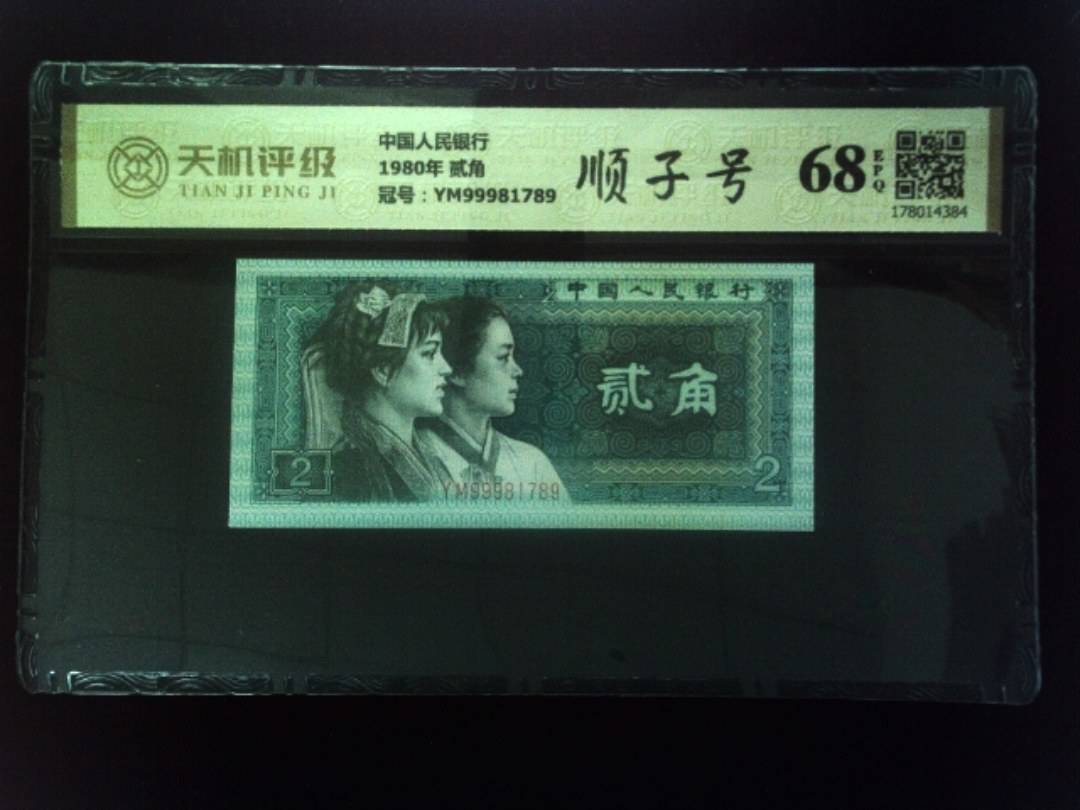 天机评级
TIAN JI PING JI
中国人民银行
1980年 贰角
冠号：YM99981789
顺子号
68
EPQ
178014384
中国人民银行
贰角
2
2
YM99981789